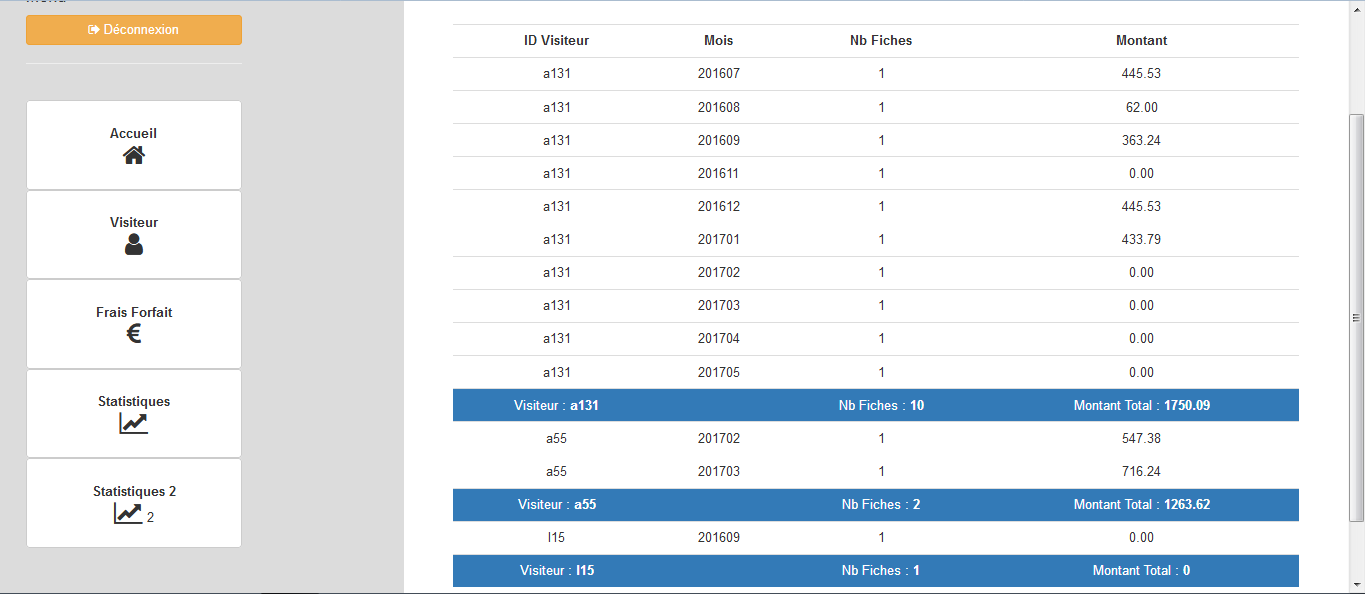 Déconnexion
Accueil
Visiteur
Frais Forfait
€
Statistiques
Statistiques 2
2
ID Visiteur Mois Nb Fiches Montant
a131 201607 1 445.53
a131 201608 1 62.00
a131 201609 1 363.24
a131 201611 1 0.00
a131 201612 1 445.53
a131 201701 1 433.79
a131 201702 1 0.00
a131 201703 1 0.00
a131 201704 1 0.00
a131 201705 1 0.00
Visiteur : a131 Nb Fiches : 10 Montant Total : 1750.09
a55 201702 1 547.38
a55 201703 1 716.24
Visiteur : a55 Nb Fiches : 2 Montant Total : 1263.62
l15 201609 1 0.00
Visiteur : l15 Nb Fiches : 1 Montant Total : 0